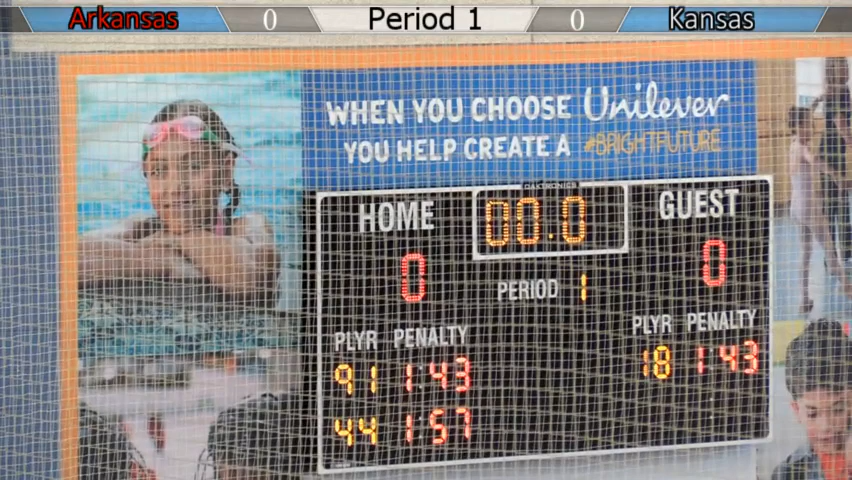 Arkansas 0 Period 1 0 Kansas
WHEN YOU CHOOSE Unilever
YOU HELP CREATE A #BRIGHTFUTURE
DAKTRONICS
HOME 00.0 GUEST
0 PERIOD 1 0
PLYR PENALTY PLYR PENALTY
91 1:43 18 1:43
44 1:57